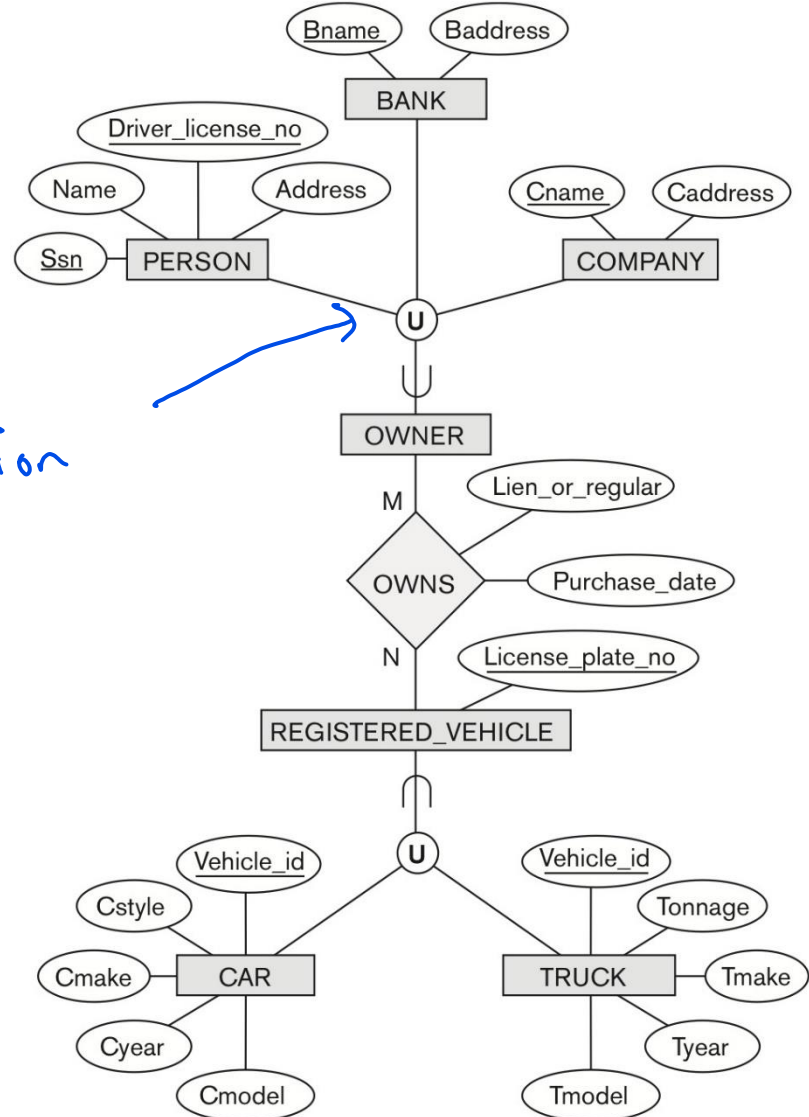 Bname
Baddress
BANK
Driver_license_no
Name
Address
Cname
Caddress
Ssn
PERSON
COMPANY
U
OWNER
M
Lien_or_regular
OWNS
Purchase_date
N
License_plate_no
REGISTERED_VEHICLE
U
Vehicle_id
Vehicle_id
Cstyle
Tonnage
Cmake
CAR
TRUCK
Tmake
Cyear
Tyear
Cmodel
Tmodel